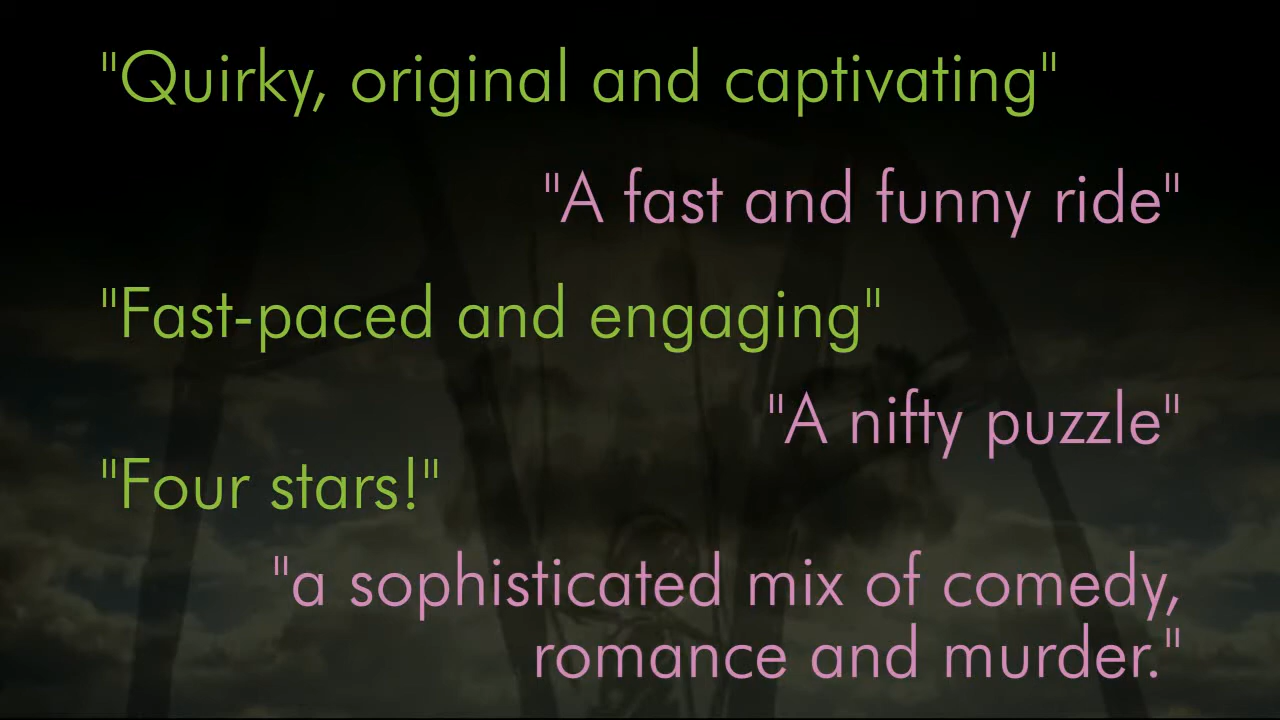 "Quirky, original and captivating"
"A fast and funny ride"
"Fast-paced and engaging"
"A nifty puzzle"
"Four stars!"
"a sophisticated mix of comedy,
romance and murder."